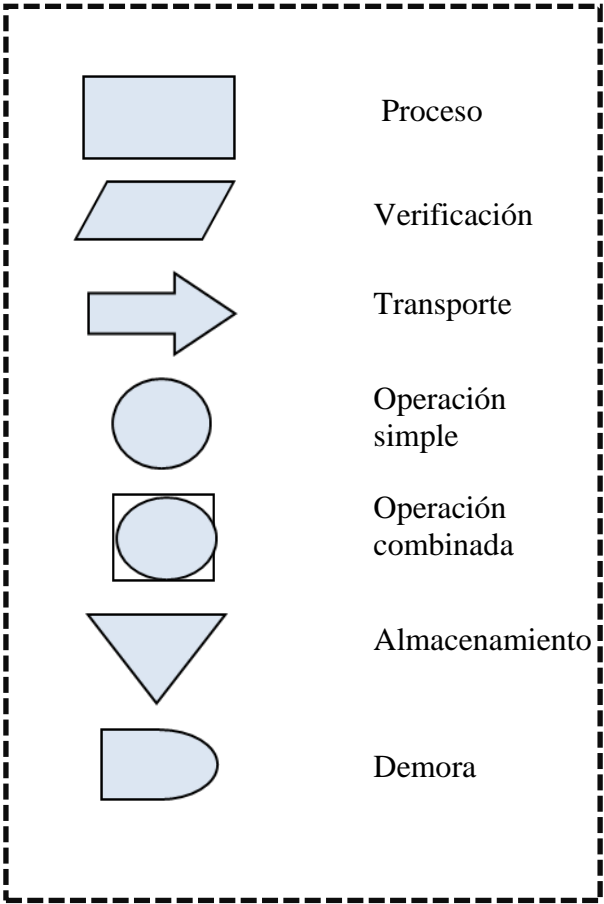 Proceso
Verificación
Transporte
Operación
simple
Operación
combinada
Almacenamiento
Demora